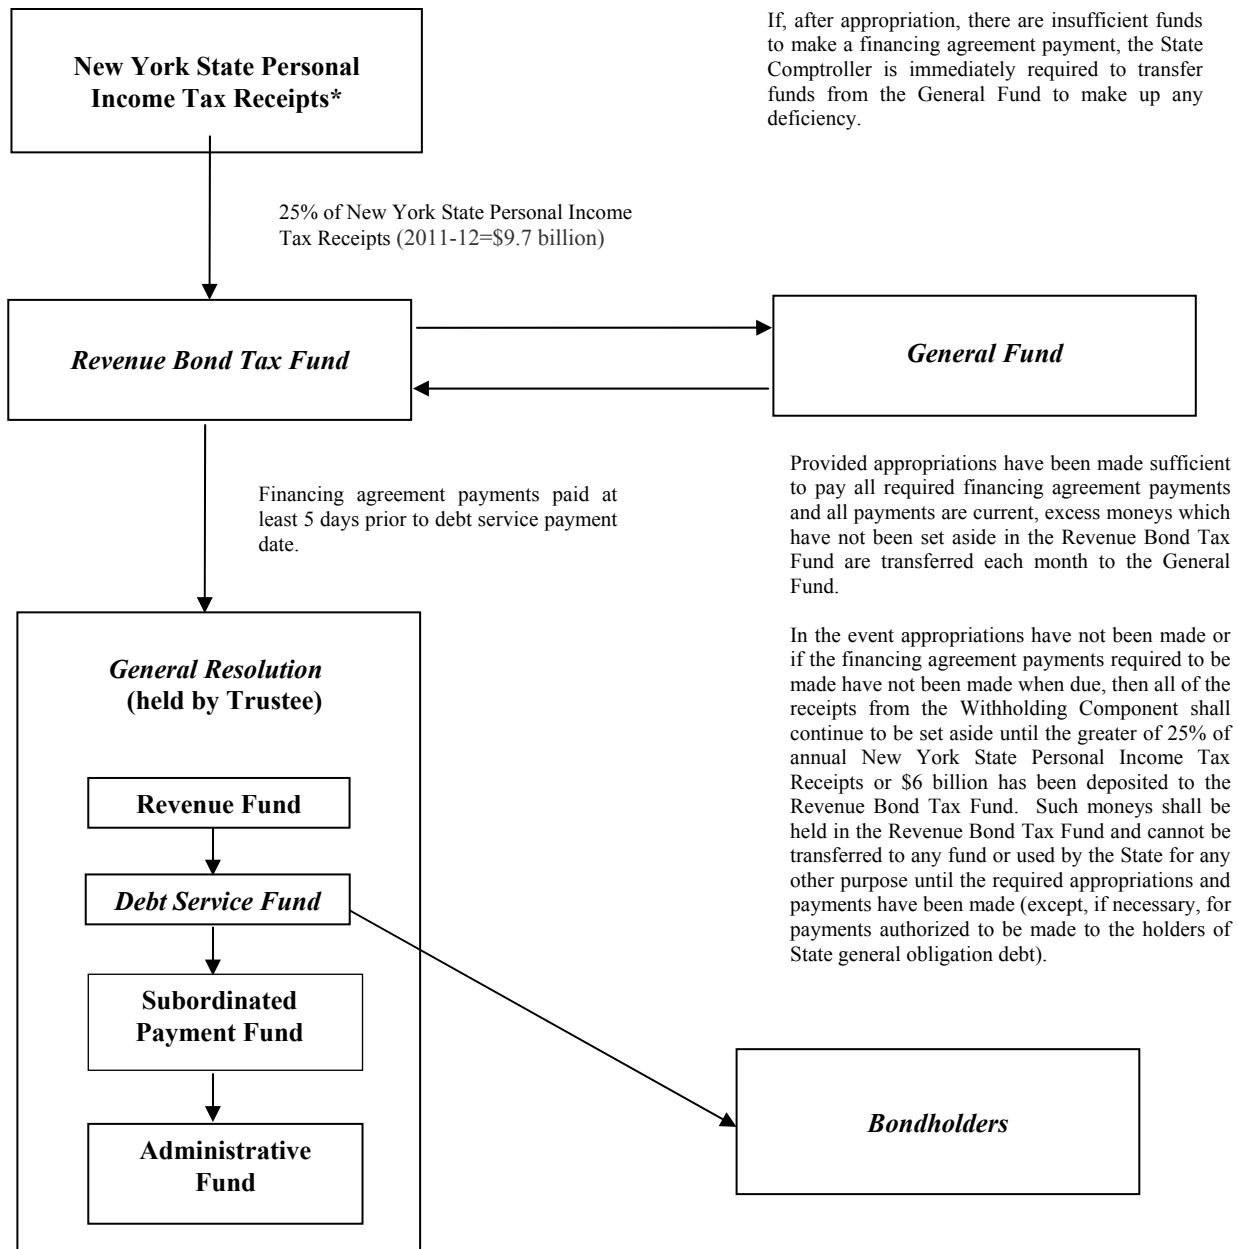 New York State Personal
Income Tax Receipts*
If, after appropriation, there are insufficient funds
to make a financing agreement payment, the State
Comptroller is immediately required to transfer
funds from the General Fund to make up any
deficiency.
25% of New York State Personal Income
Tax Receipts (2011-12=$9.7 billion)
Revenue Bond Tax Fund
General Fund
Financing agreement payments paid at
least 5 days prior to debt service payment
date.
Provided appropriations have been made sufficient
to pay all required financing agreement payments
and all payments are current, excess moneys which
have not been set aside in the Revenue Bond Tax
Fund are transferred each month to the General
Fund.
In the event appropriations have not been made or
if the financing agreement payments required to be
made have not been made when due, then all of the
receipts from the Withholding Component shall
continue to be set aside until the greater of 25% of
annual New York State Personal Income Tax
Receipts or $6 billion has been deposited to the
Revenue Bond Tax Fund. Such moneys shall be
held in the Revenue Bond Tax Fund and cannot be
transferred to any fund or used by the State for any
other purpose until the required appropriations and
payments have been made (except, if necessary, for
payments authorized to be made to the holders of
State general obligation debt).
General Resolution
(held by Trustee)
Revenue Fund
Debt Service Fund
Subordinated
Payment Fund
Administrative
Fund
Bondholders